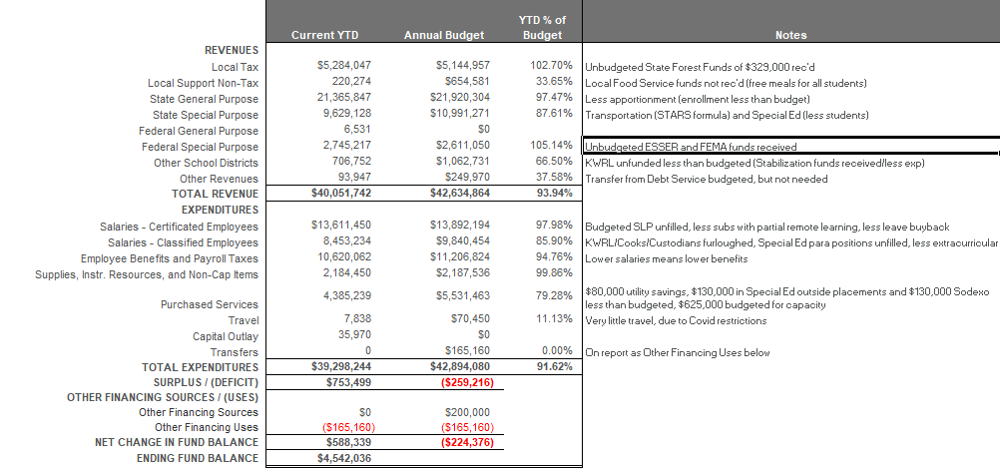 YTD % of
Current YTD Annual Budget Budget Notes
REVENUES
Local Tax $5,284,047 $5,144,957 102.70% Unbudgeted State Forest Funds of $329,000 rec'd
Local Support Non-Tax 220,274 $654,581 33.65% Local Food Service funds not rec'd (free meals for all students)
State General Purpose 21,365,847 $21,920,304 97.47% Less apportionment (enrollment less than budget)
State Special Purpose 9,629,128 $10,991,271 87.61% Transportation (STARS formula) and Special Ed (less students)
Federal General Purpose 6,531 $0
Federal Special Purpose 2,745,217 $2,611,050 105.14% Unbudgeted ESSER and FEMA funds received
Other School Districts 706,752 $1,062,731 66.50% KWRL unfunded less than budgeted (Stabilization funds received/less exp)
Other Revenues 93,947 $249,970 37.58% Transfer from Debt Service budgeted, but not needed
TOTAL REVENUE $40,051,742 $42,634,864 93.94%
EXPENDITURES
Salaries - Certificated Employees $13,611,450 $13,892,194 97.98% Budgeted SLP unfilled, less subs with partial remote learning, less leave buyback
Salaries - Classified Employees 8,453,234 $9,840,454 85.90% KWRL/Cooks/Custodians furloughed, Special Ed para positions unfilled, less extracurricular
Employee Benefits and Payroll Taxes 10,620,062 $11,206,824 94.76% Lower salaries means lower benefits
Supplies, Instr. Resources, and Non-Cap Items 2,184,450 $2,187,536 99.86%
$80,000 utility savings, $130,000 in Special Ed outside placements and $130,000 Sodexo
Purchased Services 4,385,239 $5,531,463 79.28% less than budgeted, $625,000 budgeted for capacity
Travel 7,838 $70,450 11.13% Very little travel, due to Covid restrictions
Capital Outlay 35,970 $0
Transfers 0 $165,160 0.00% On report as Other Financing Uses below
TOTAL EXPENDITURES $39,298,244 $42,894,080 91.62%
SURPLUS / (DEFICIT) $753,499 ($259,216)
OTHER FINANCING SOURCES / (USES)
Other Financing Sources $0 $200,000
Other Financing Uses ($165,160) ($165,160)
NET CHANGE IN FUND BALANCE $588,339 ($224,376)
ENDING FUND BALANCE $4,542,036